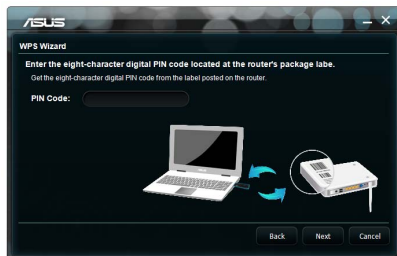 ASUS
WPS Wizard
Enter the eight-character digital PIN code located at the router's package labe.
Get the eight-character digital PIN code from the label posted on the router.
PIN Code:
Back Next Cancel